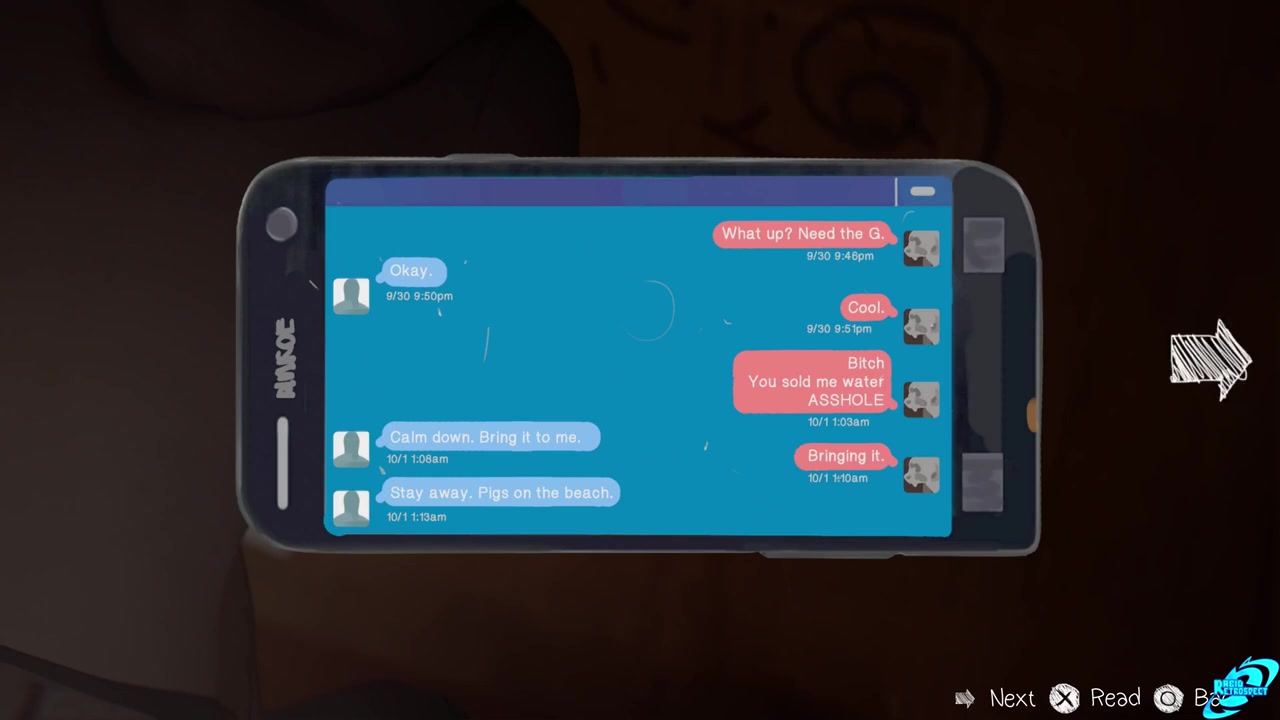 What up? Need the G.
9/30 9:46pm
Okay.
9/30 9:50pm
Cool.
9/30 9:51pm
Bitch
You sold me water
ASSHOLE
10/1 1:03am
Calm down. Bring it to me.
10/1 1:08am
Bringing it.
10/1 1:10am
Stay away. Pigs on the beach.
10/1 1:13am
Next Read Ba
RETROSPECT